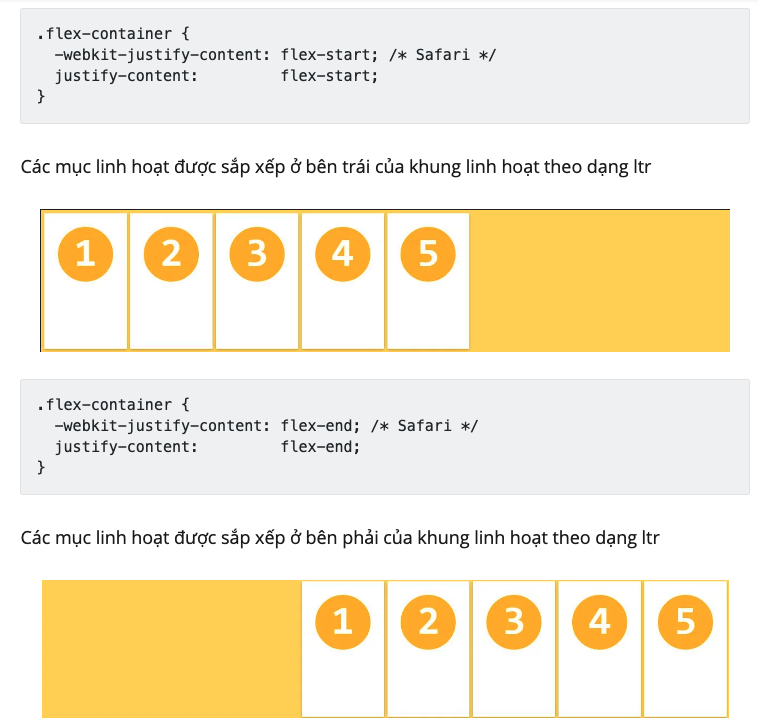 .flex-container {
  -webkit-justify-content: flex-start; /* Safari */
  justify-content:         flex-start;
}
Các mục linh hoạt được sắp xếp ở bên trái của khung linh hoạt theo dạng ltr
1 2 3 4 5
.flex-container {
  -webkit-justify-content: flex-end; /* Safari */
  justify-content:         flex-end;
}
Các mục linh hoạt được sắp xếp ở bên phải của khung linh hoạt theo dạng ltr
1 2 3 4 5